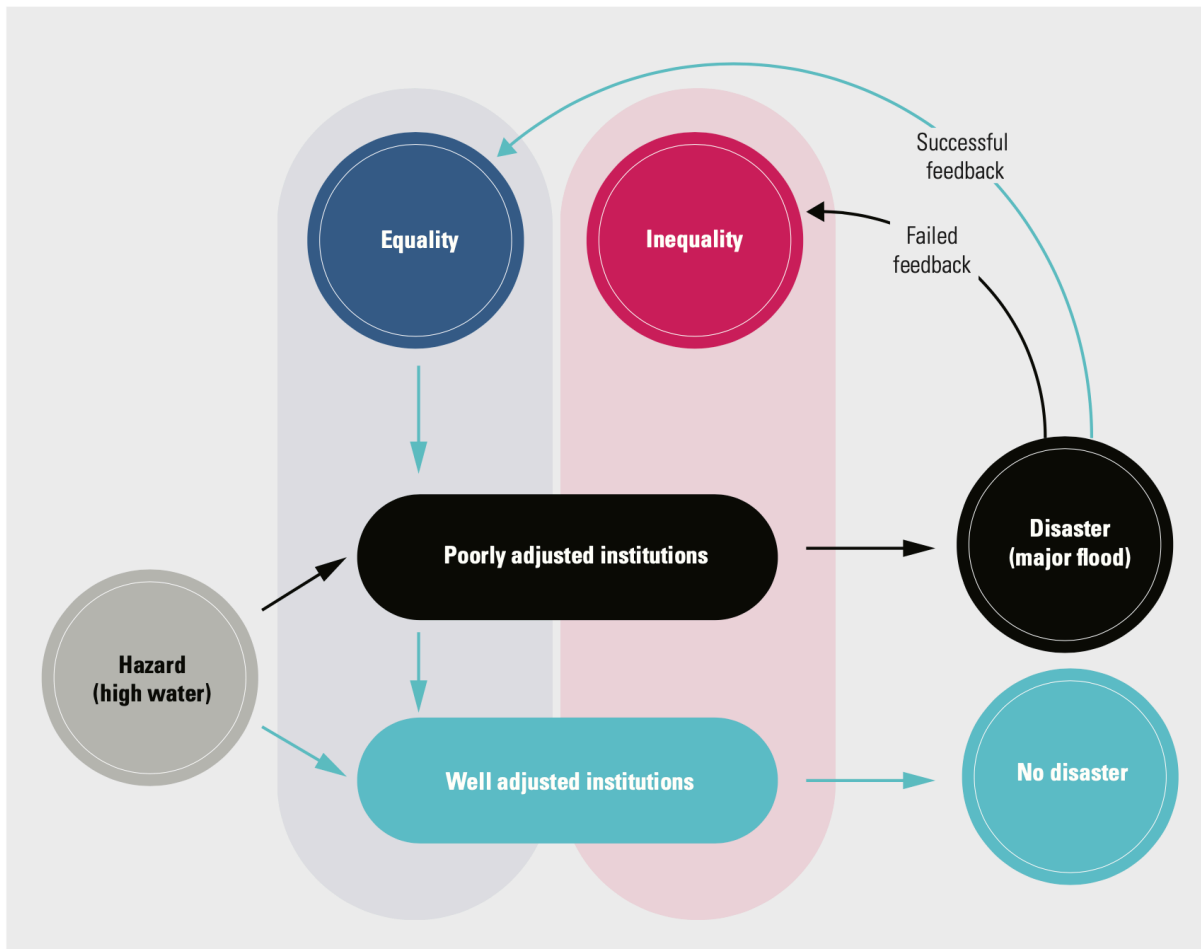 Successful
feedback
Equality
Inequality
Failed
feedback
Poorly adjusted institutions
Disaster
(major flood)
Hazard
(high water)
Well adjusted institutions
No disaster